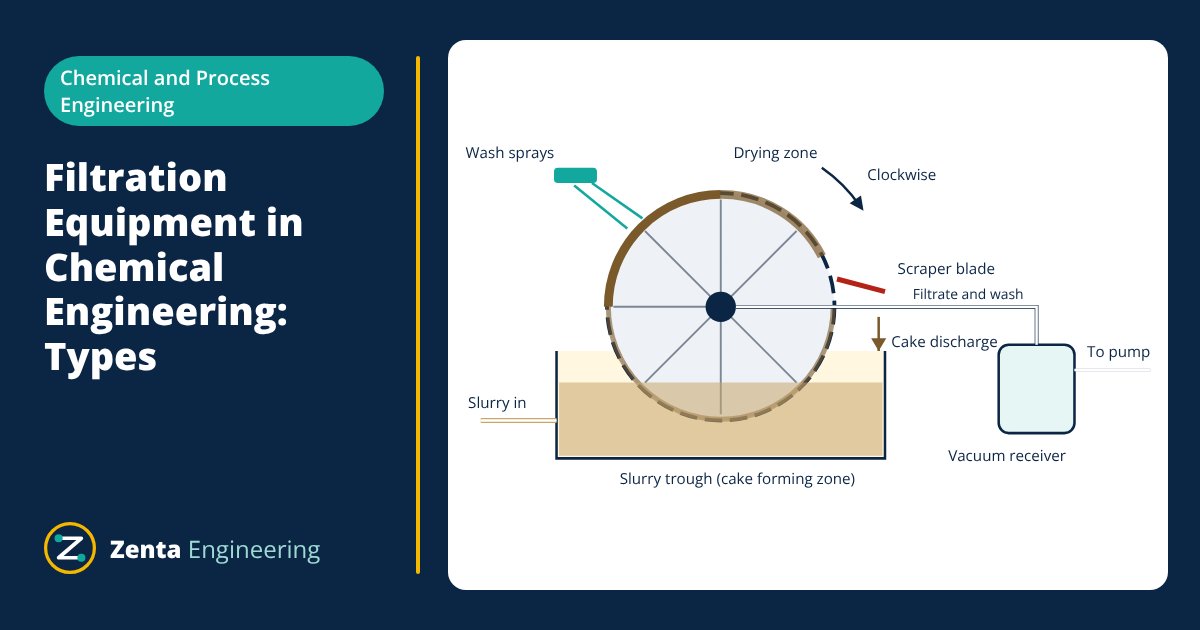 Chemical and Process
Engineering
Filtration
Equipment in
Chemical
Engineering:
Types
Zenta Engineering
Wash sprays
Drying zone
Clockwise
Scraper blade
Filtrate and wash
Cake discharge
To pump
Slurry in
Vacuum receiver
Slurry trough (cake forming zone)